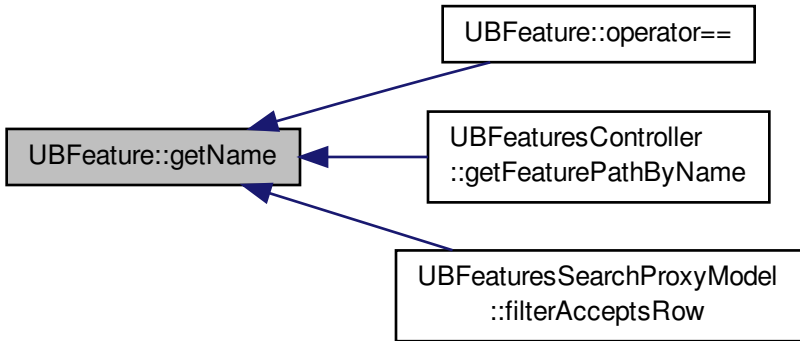 UBFeature::operator==
UBFeature::getName
UBFeaturesController
::getFeaturePathByName
UBFeaturesSearchProxyModel
::filterAcceptsRow